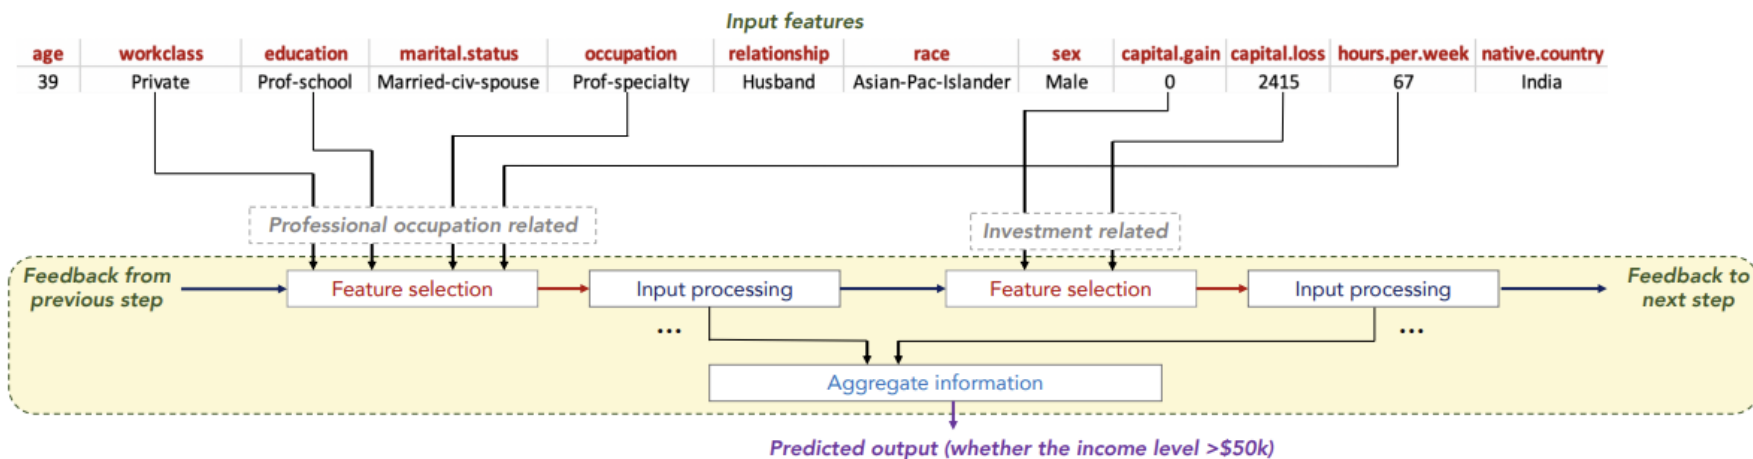 Input features
age workclass education marital.status occupation relationship race sex capital.gain capital.loss hours.per.week native.country
39 Private Prof-school Married-civ-spouse Prof-specialty Husband Asian-Pac-Islander Male 0 2415 67 India
Professional occupation related
Investment related
Feedback from
previous step
Feature selection
Input processing
Feature selection
Input processing
Feedback to
next step
...
...
Aggregate information
Predicted output (whether the income level >$50k)